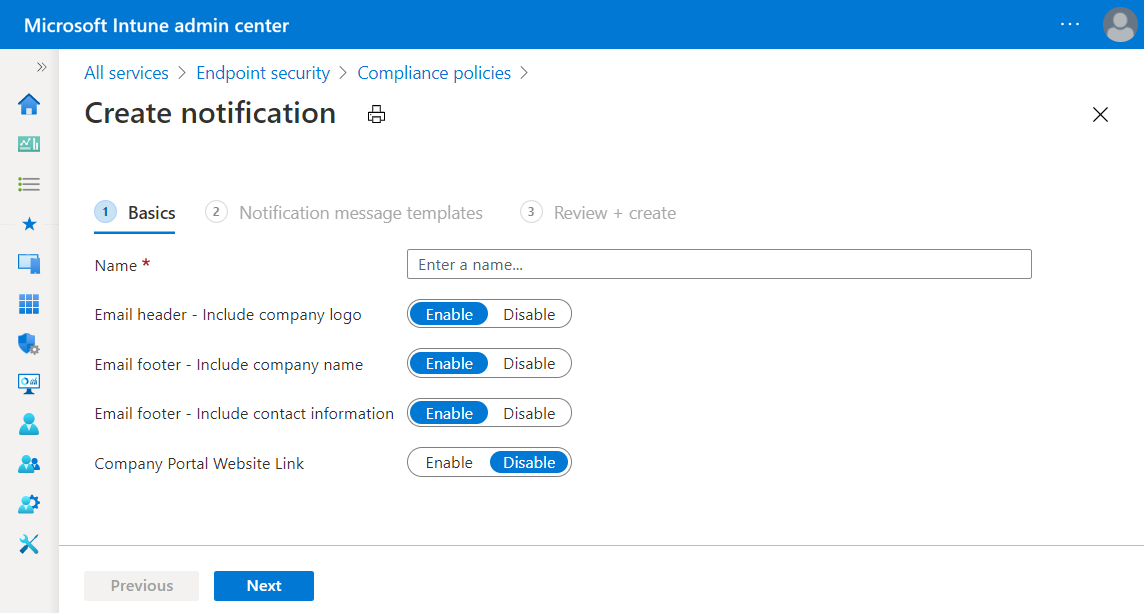 Microsoft Intune admin center
All services > Endpoint security > Compliance policies >
Create notification
1 Basics 2 Notification message templates 3 Review + create
Name * Enter a name...
Email header - Include company logo Enable Disable
Email footer - Include company name Enable Disable
Email footer - Include contact information Enable Disable
Company Portal Website Link Enable Disable
Previous Next